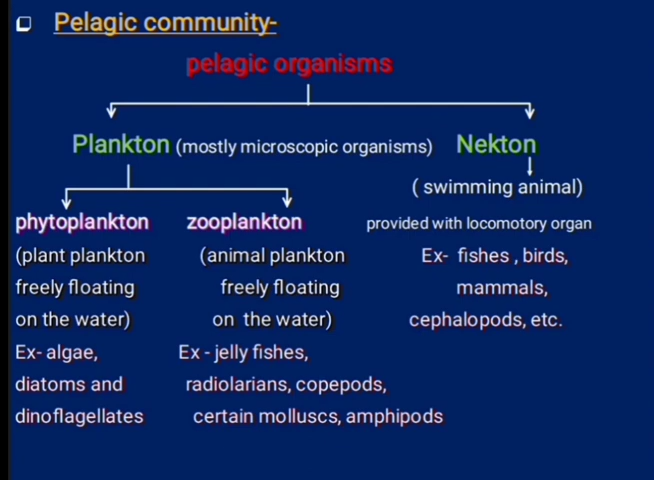 Pelagic community-
pelagic organisms
Plankton (mostly microscopic organisms)
Nekton
( swimming animal)
provided with locomotory organ
Ex- fishes , birds,
mammals,
cephalopods, etc.
phytoplankton
(plant plankton
freely floating
on the water)
Ex- algae,
diatoms and
dinoflagellates
zooplankton
(animal plankton
freely floating
on the water)
Ex - jelly fishes,
radiolarians, copepods,
certain molluscs, amphipods